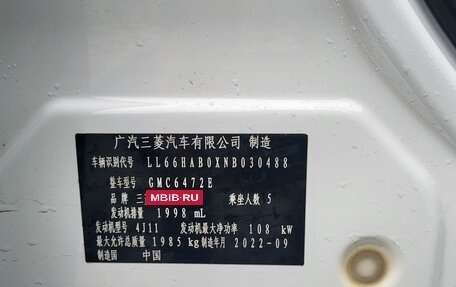 广汽三菱汽车有限公司 制造
车辆识别代号 LL66HAB0XNB030488
整车型号 GMC6472E
品 牌 三 MBIB·RU 乘坐人数 5
发动机排量 1998 mL
发动机型号 4J11 发动机最大净功率 108 kW
最大允许总质量 1985 kg 制造年月 2022-09
制造国 中国